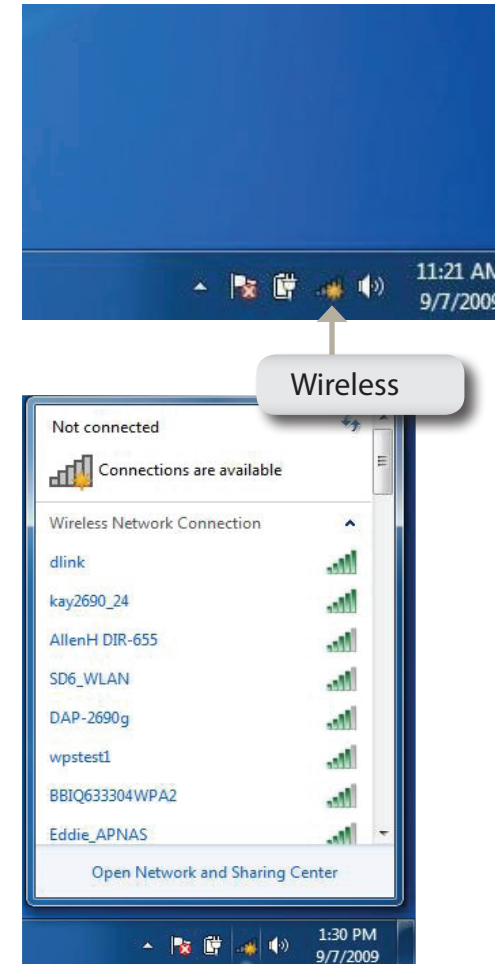 11:21 AM
9/7/2009
Wireless
Not connected
Connections are available
Wireless Network Connection
dlink
kay2690_24
AllenH DIR-655
SD6_WLAN
DAP-2690g
wpstest1
BBIQ633304WPA2
Eddie_APNAS
Open Network and Sharing Center
1:30 PM
9/7/2009